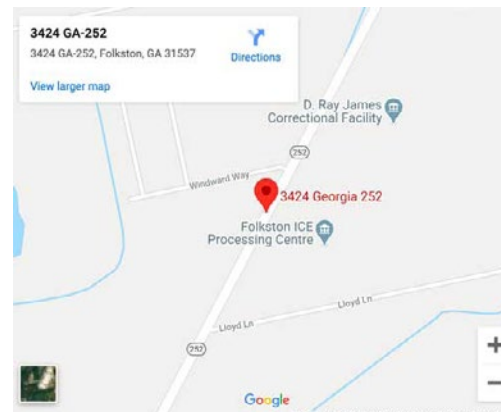 3424 GA-252
3424 GA-252, Folkston, GA 31537
Directions
View larger map
D. Ray James
Correctional Facility
252
Windward Way
3424 Georgia 252
Folkston ICE
Processing Centre
Lloyd Ln
Lloyd Ln
252
+
−
Google